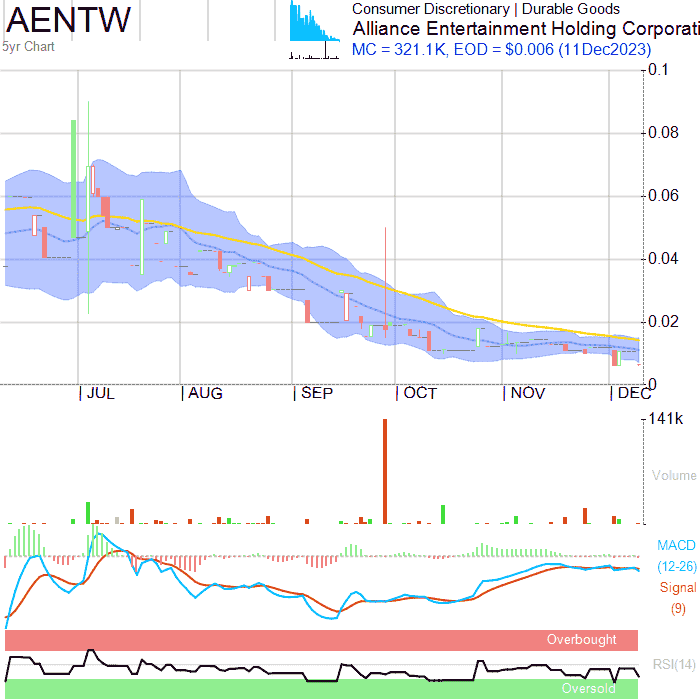 AENTW
5yr Chart
Consumer Discretionary | Durable Goods
Alliance Entertainment Holding Corporati
MC = 321.1K, EOD = $0.006 (11Dec2023)
0.1
0.08
0.06
0.04
0.02
0
JUL AUG SEP OCT NOV DEC
141k
Volume
MACD
(12-26)
Signal
(9)
Overbought
RSI(14)
Oversold